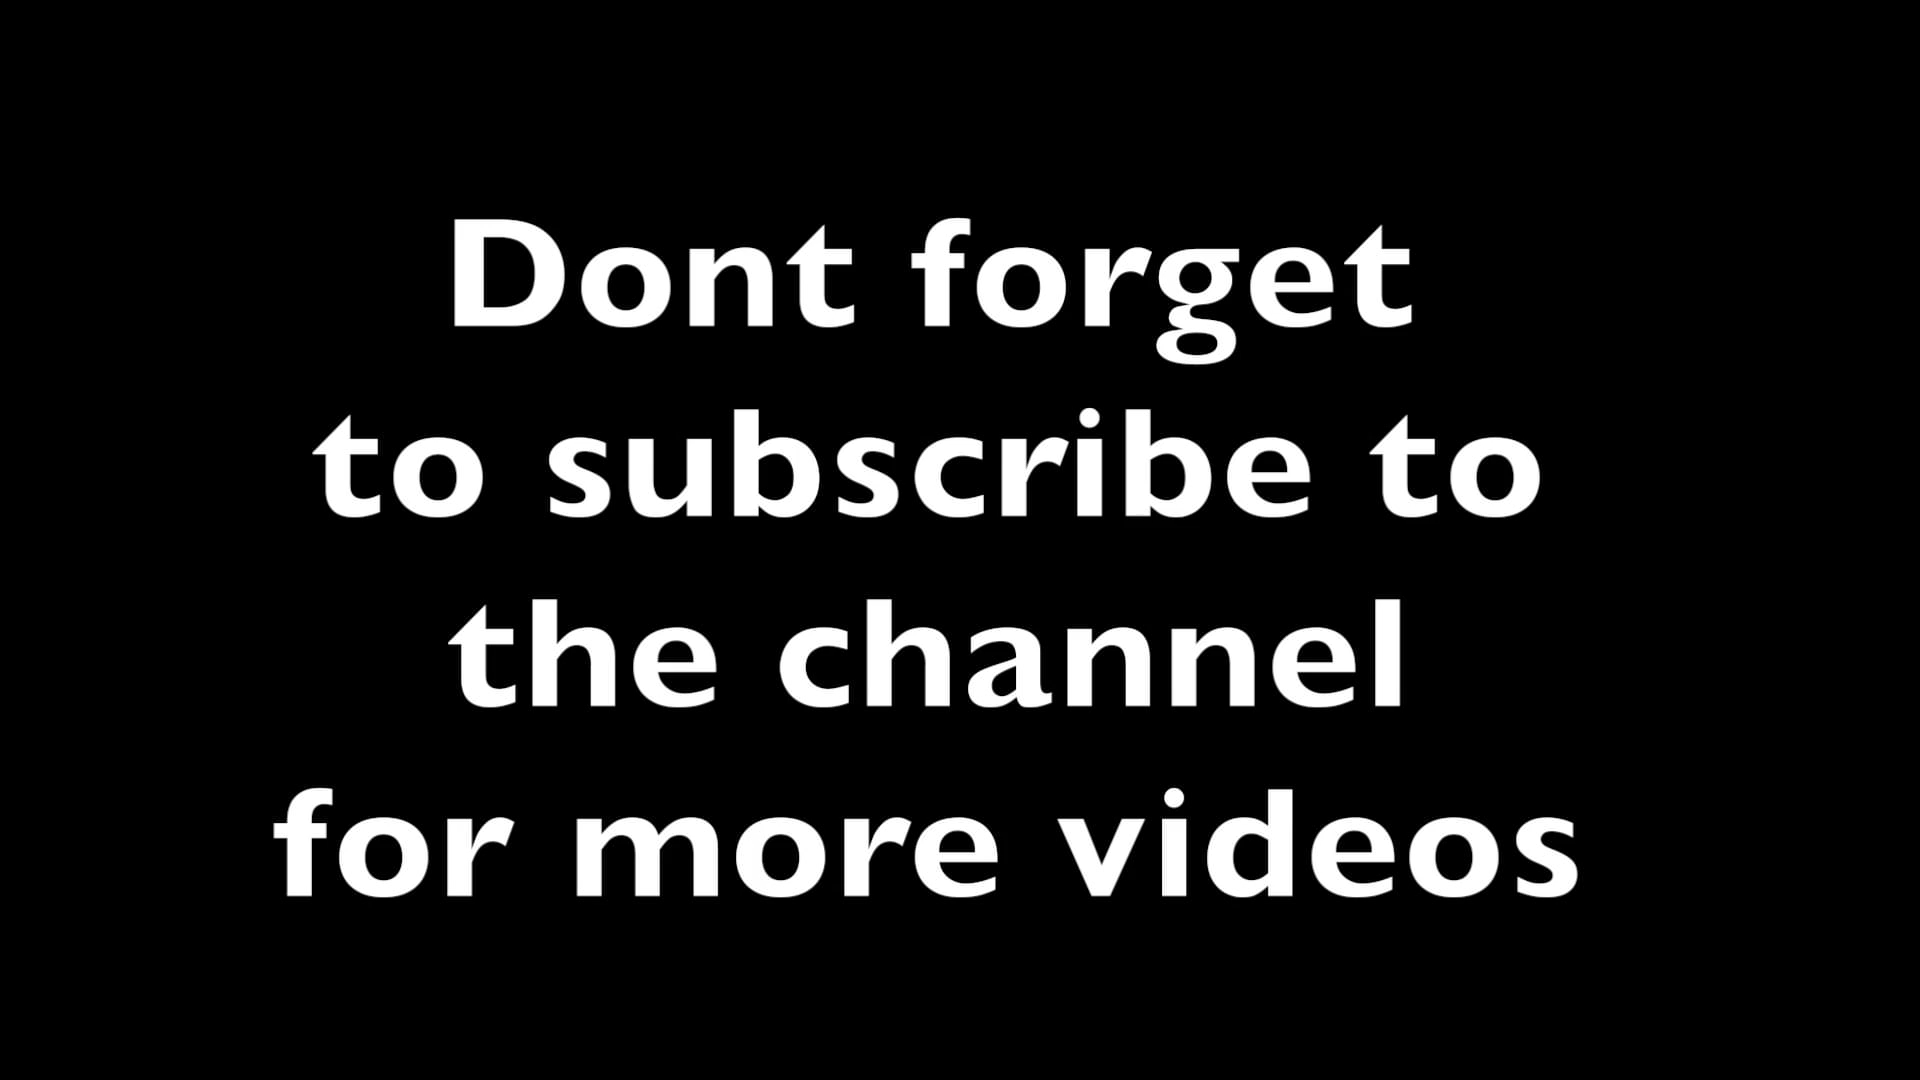 Dont forget
to subscribe to
the channel
for more videos